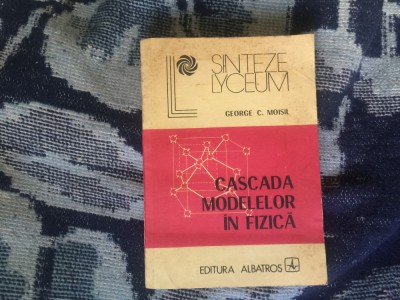 SINTEZE
LYCEUM
GEORGE C. MOISIL
CASCADA
MODELELOR
ÎN FIZICĂ
EDITURA ALBATROS